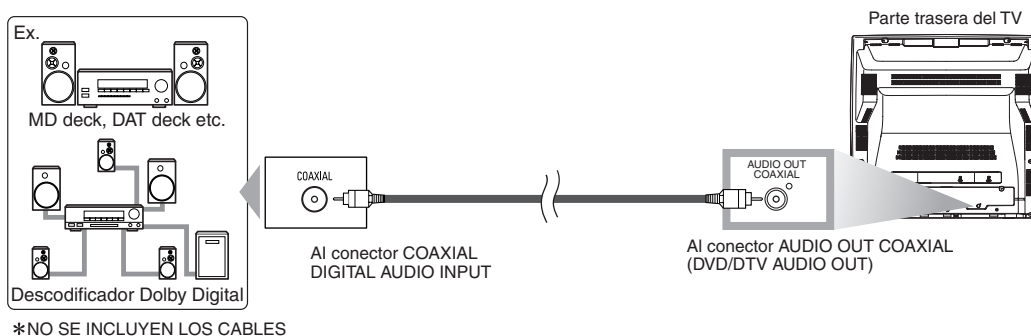 Ex.
MD deck, DAT deck etc.
Descodificador Dolby Digital
*NO SE INCLUYEN LOS CABLES
COAXIAL
Al conector COAXIAL
DIGITAL AUDIO INPUT
AUDIO OUT
COAXIAL
Al conector AUDIO OUT COAXIAL
(DVD/DTV AUDIO OUT)
Parte trasera del TV